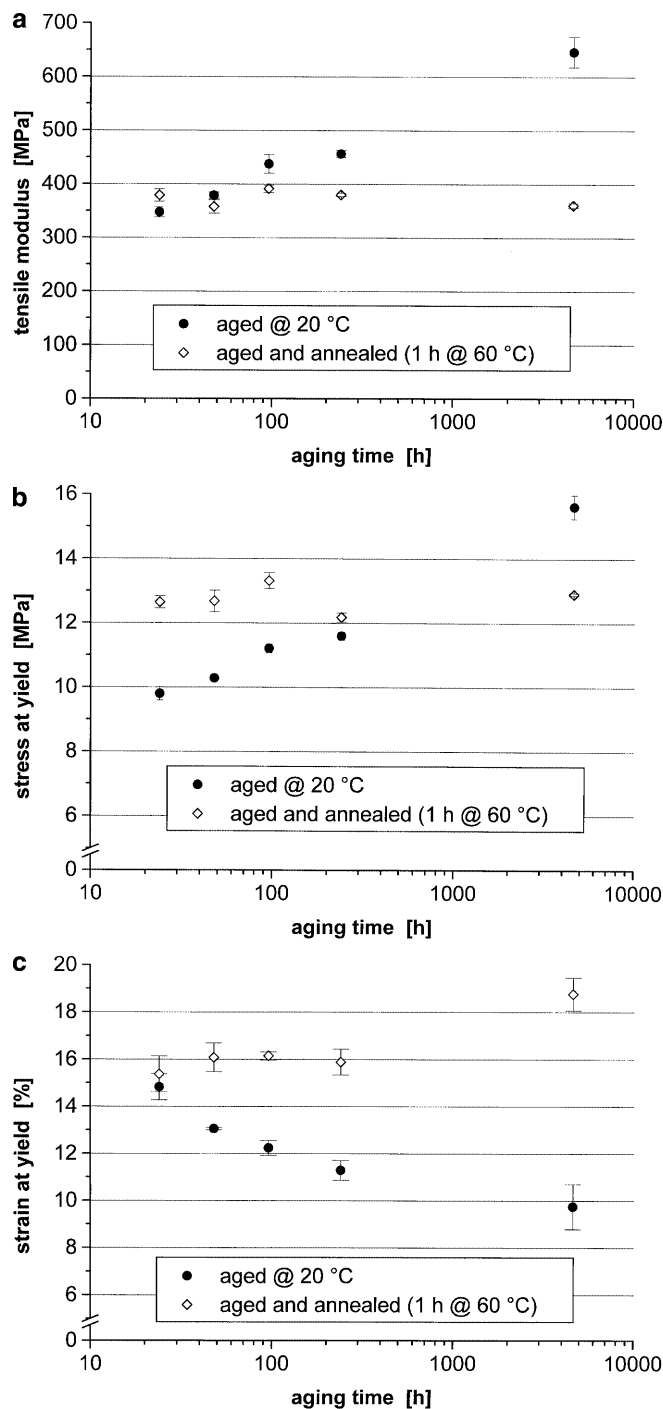 a
700
600
500
400
300
200
100
0
tensile modulus [MPa]
aged @ 20 °C
aged and annealed (1 h @ 60 °C)
10 100 1000 10000
aging time [h]
b
16
14
12
10
8
6
0
stress at yield [MPa]
aged @ 20 °C
aged and annealed (1 h @ 60 °C)
10 100 1000 10000
aging time [h]
c
20
18
16
14
12
10
8
6
0
strain at yield [%]
aged @ 20 °C
aged and annealed (1 h @ 60 °C)
10 100 1000 10000
aging time [h]